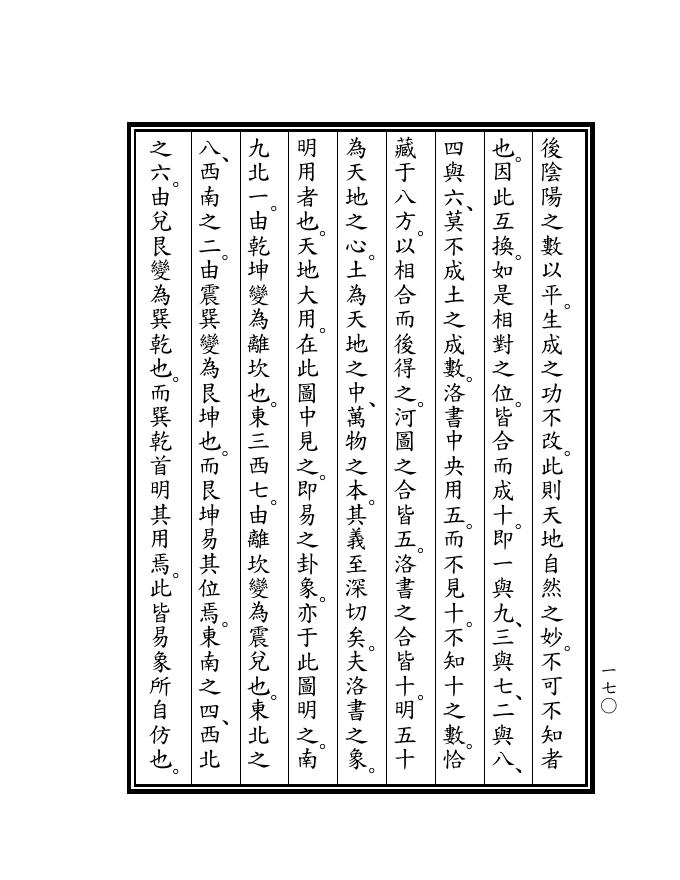 後陰陽之數以平。生成之功不改。此則天地自然之妙。不可不知者
也。因此互換。如是相對之位。皆合而成十。即一與九、三與七、二與八、
四與六、莫不成土之成數。洛書中央用五。而不見十。不知十之數。恰
藏于八方。以相合而後得之。河圖之合皆五。洛書之合皆十。明五十
為天地之心。土為天地之中、萬物之本。其義至深切矣。夫洛書之象。
明用者也。天地大用。在此圖中見之。即易之卦象。亦于此圖明之。南
九北一。由乾坤變為離坎也。東三西七。由離坎變為震兌也。東北之
八、西南之二。由震巽變為艮坤也。而艮坤易其位焉。東南之四、西北
之六。由兌艮變為巽乾也。而巽乾首明其用焉。此皆易象所自仿也。
一七〇